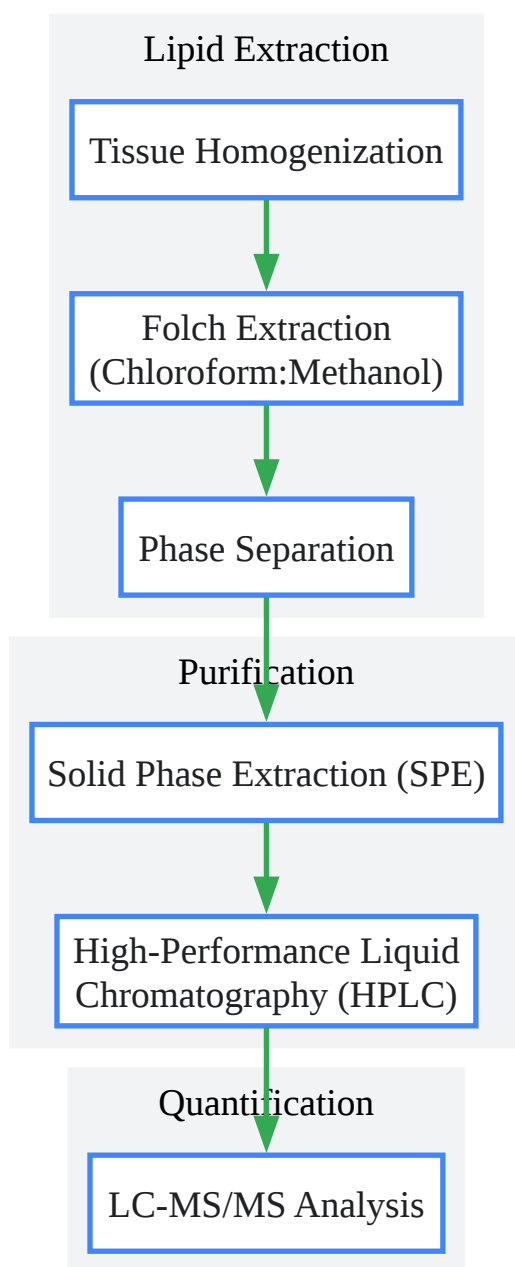 Lipid Extraction
Tissue Homogenization
Folch Extraction
(Chloroform:Methanol)
Phase Separation
Purification
Solid Phase Extraction (SPE)
High-Performance Liquid
Chromatography (HPLC)
Quantification
LC-MS/MS Analysis